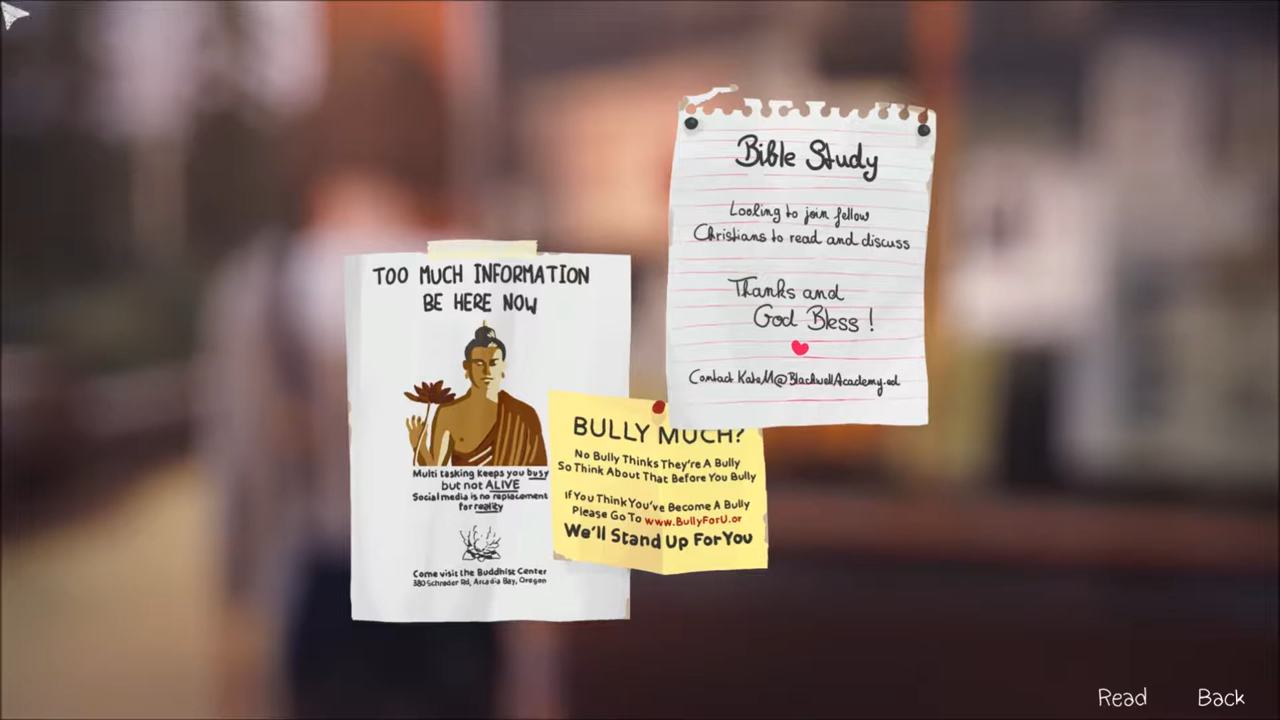 TOO MUCH INFORMATION
BE HERE NOW
Multi tasking keeps you busy
but not ALIVE
Social media is no replacement
for reality
Come visit the Buddhist Center
380 Schroder Rd, Arcadia Bay, Oregon
BULLY MUCH?
No Bully Thinks They're A Bully
So Think About That Before You Bully
If You Think You've Become A Bully
Please Go To www.BullyForU.or
We'll Stand Up For You
Bible Study
Looling to join fellow
Christians to read and discuss
Thanks and
God Bless !
Contact KateM@BlackwellAcademy.ed
Read
Back